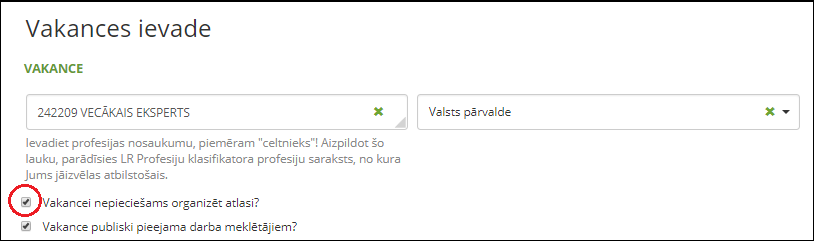 Vakances ievade
VAKANCE
242209 VECĀKAIS EKSPERTS
Valsts pārvalde
Ievadiet profesijas nosaukumu, piemēram "celtnieks"! Aizpildot šo
lauku, parādīsies LR Profesiju klasifikatora profesiju saraksts, no kura
Jums jāizvēlas atbilstošais.
Vakancei nepieciešams organizēt atlasi?
Vakance publiski pieejama darba meklētājiem?